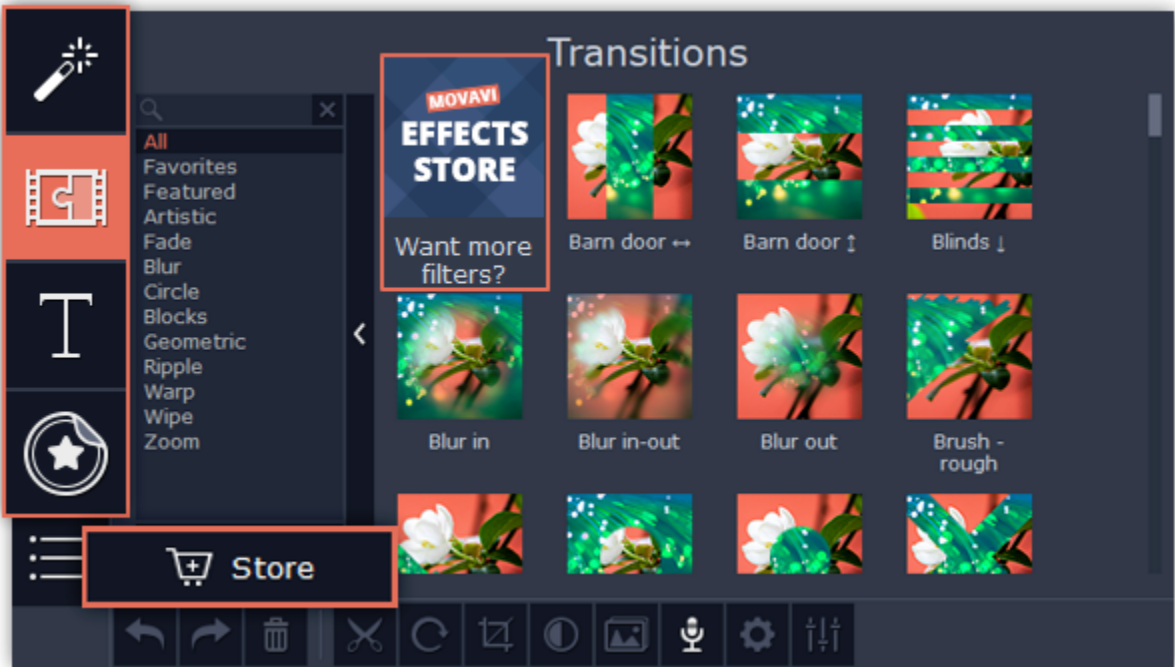 Transitions
MOVAVI
EFFECTS
STORE
Want more
filters?
All
Favorites
Featured
Artistic
Fade
Blur
Circle
Blocks
Geometric
Ripple
Warp
Wipe
Zoom
Barn door ↔
Barn door ↕
Blinds ↓
Blur in
Blur in-out
Blur out
Brush -
rough
T
Store